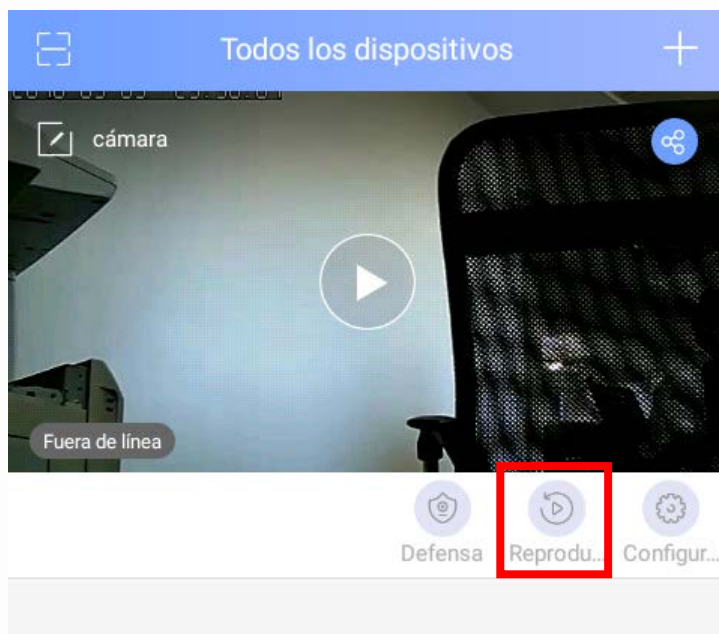 Todos los dispositivos
cámara
Fuera de línea
Defensa
Reprodu...
Configur...